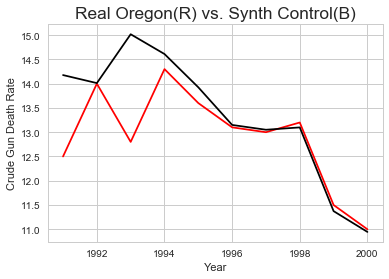 Real Oregon(R) vs. Synth Control(B)
15.0
14.5
14.0
13.5
13.0
12.5
12.0
11.5
11.0
Crude Gun Death Rate
1992 1994 1996 1998 2000
Year